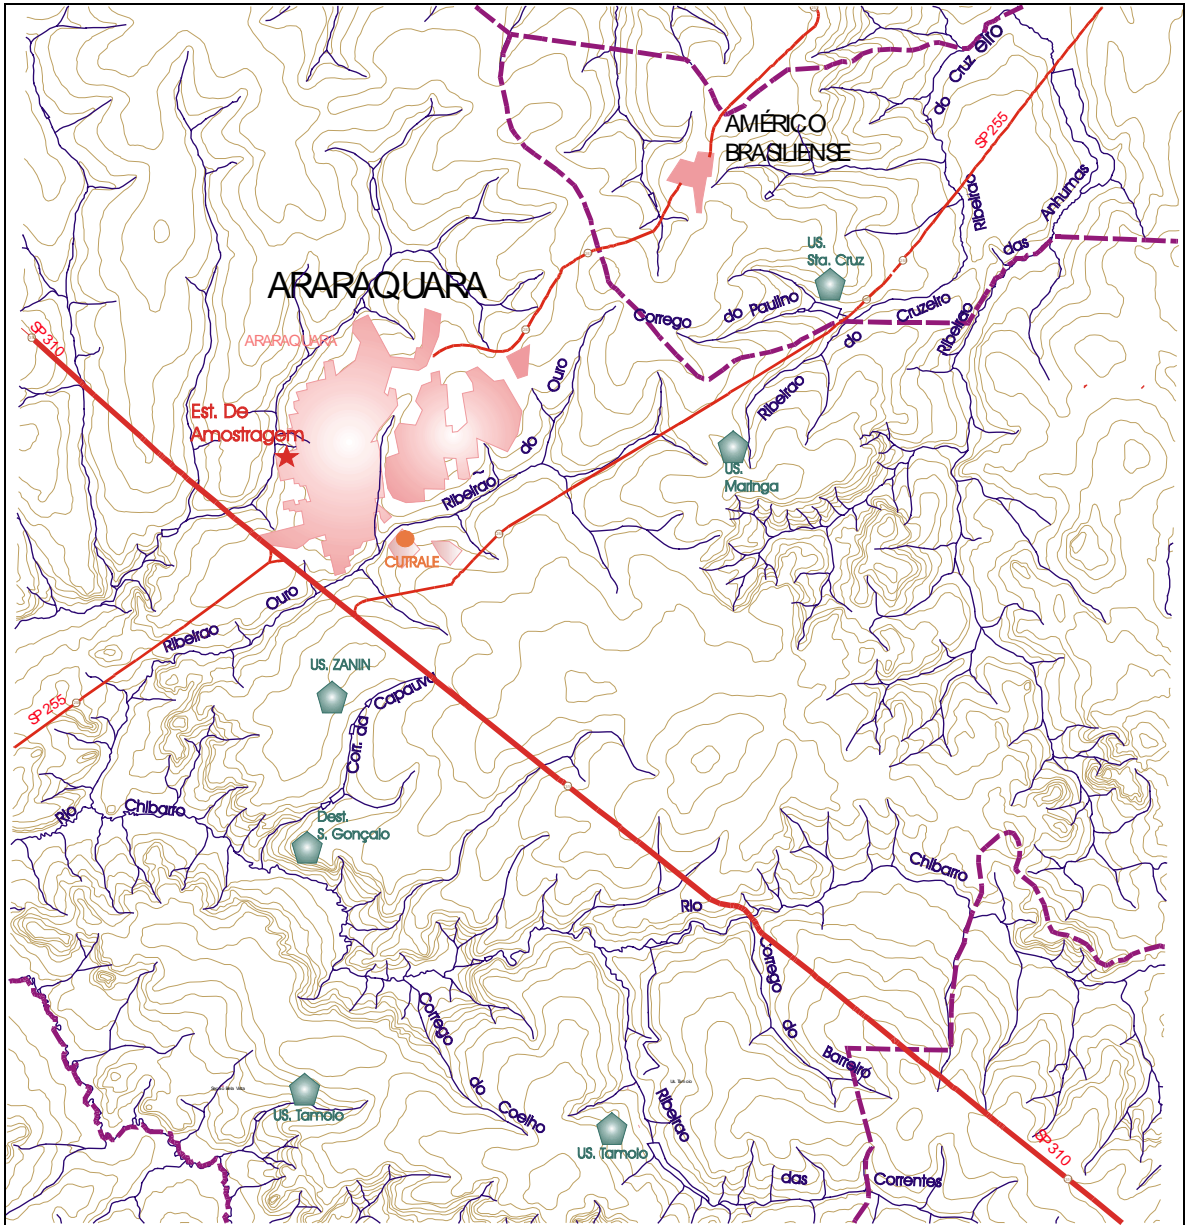 do Cruz eiro
AMÉRICO
BRASILIENSE
SP 255
Ribeirao
Anhumas
das
US.
Sta. Cruz
ARARAQUARA
Corrego
do Paulino
Cruzeiro
do
Ribeirao
SP 310
ARARAQUARA
Ouro
Ribeirao
Est. De
Amostragem
do
US.
Maringa
Ribeirao
CUTRALE
Ouro
Ribeirao
US. ZANIN
SP 255
Corr. da
Capauva
Rio
Chibarro
Dest.
S. Gonçalo
Chibarro
Rio
Corrego
do
Barreiro
Corrego
do
Coelho
US. Tamoio
Ribeirao
US. Tamoio
SP310
das
Correntes